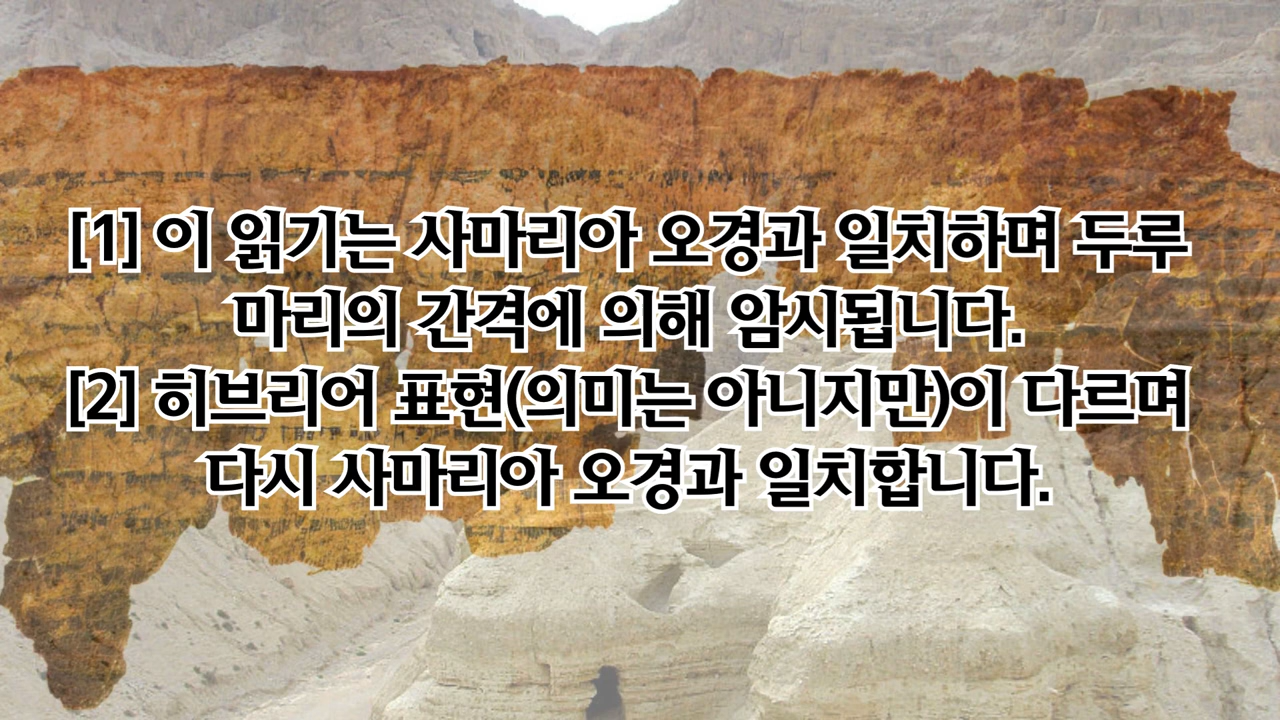 [1] 이 읽기는 사마리아 오경과 일치하며 두루
마리의 간격에 의해 암시됩니다.
[2] 히브리어 표현(의미는 아니지만)이 다르며
다시 사마리아 오경과 일치합니다.